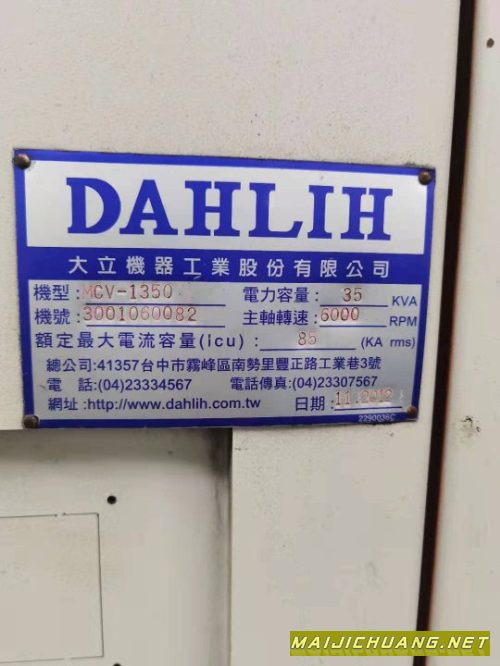 DAHLIH
大立機器工業股份有限公司
機型: MCV-1350 電力容量: 35 KVA
機號: 3001060082 主軸轉速: 6000 RPM
額定最大電流容量(icu): 85 (KA rms)
總公司:41357台中市霧峰區南勢里豐正路工業巷3號
電 話:(04)23334567 電話傳真:(04)23307567
網址:http://www.dahlih.com.tw 日期: 11.2012
2290036C
MAIJICHUANG.NET